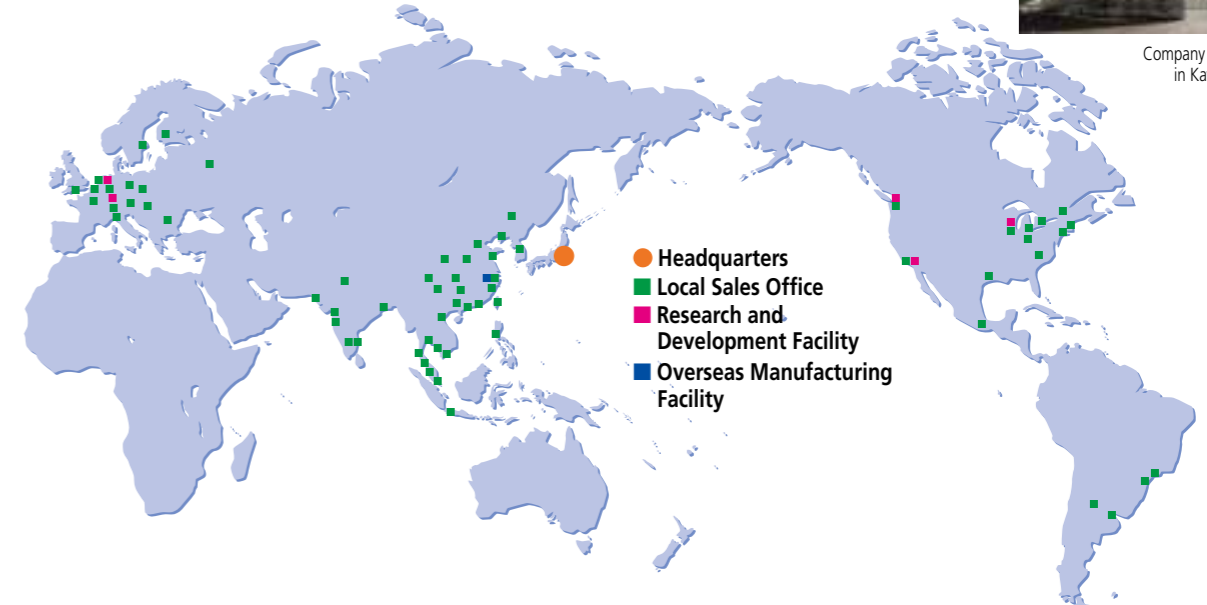 Company
in Ka
Headquarters
Local Sales Office
Research and
Development Facility
Overseas Manufacturing
Facility